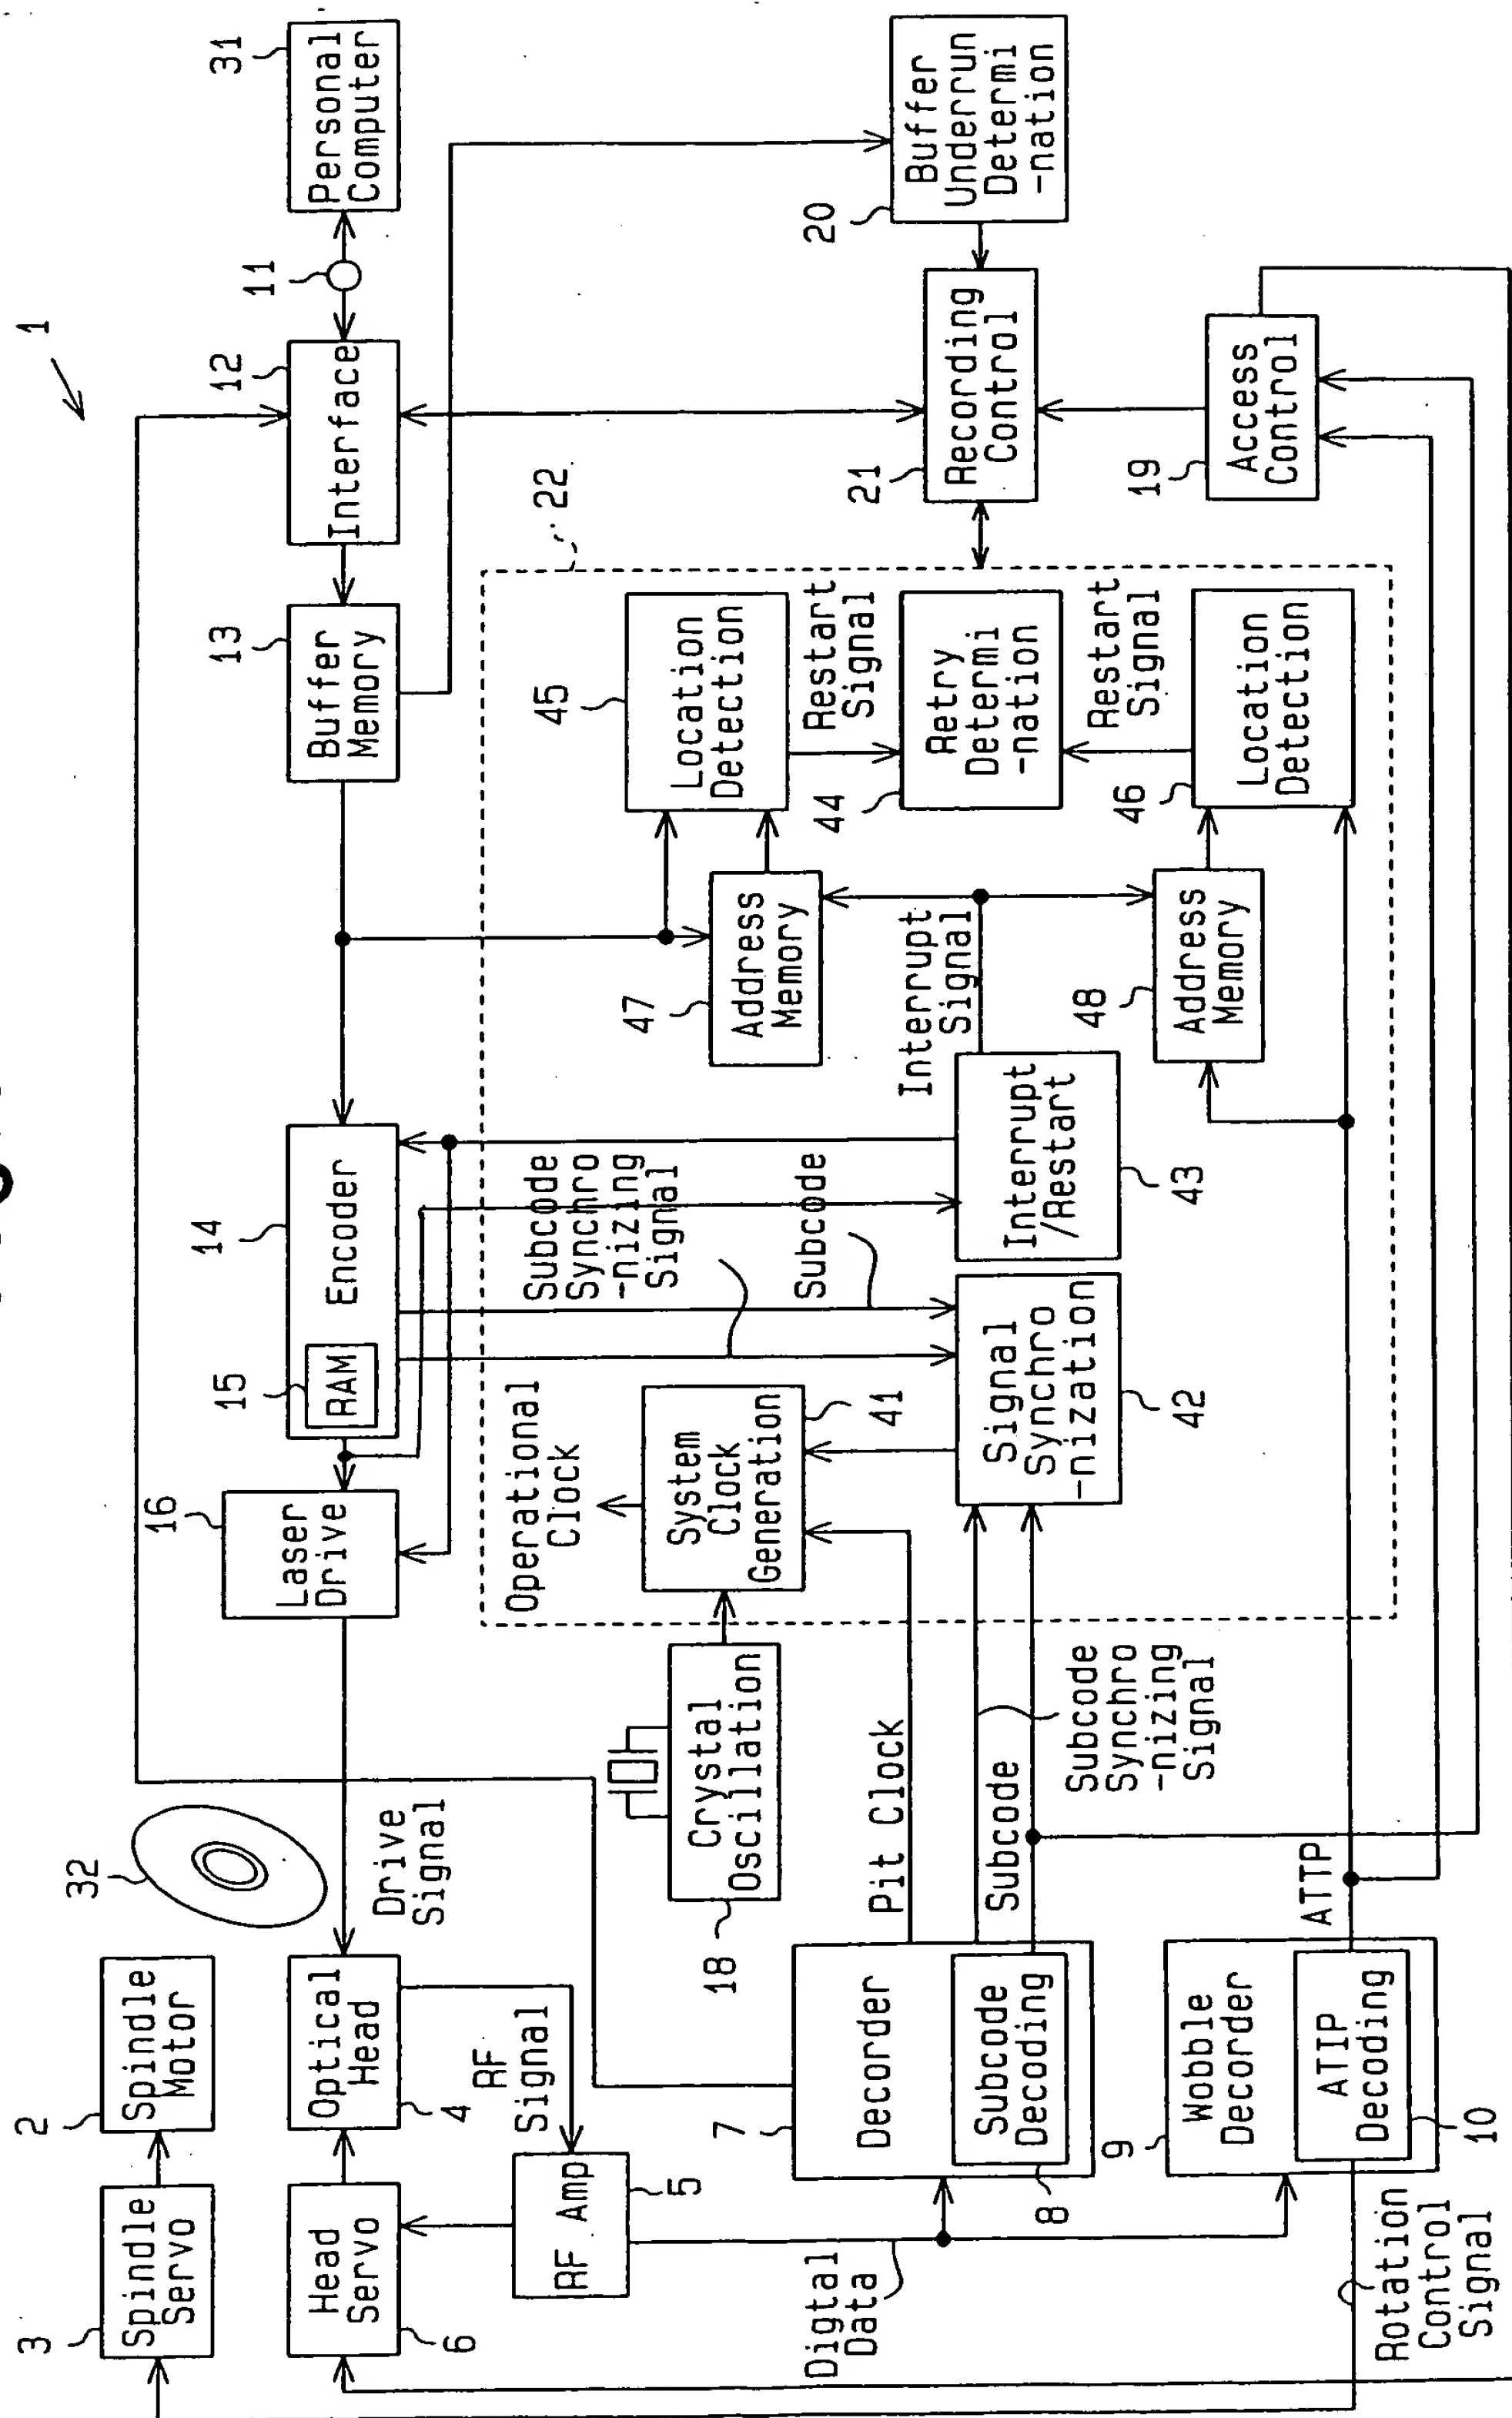 1
3
Spindle
Servo
2
Spindle
Motor
32
6
Head
Servo
4
Optical
Head
Drive
Signal
16
Laser
Drive
15
RAM
14
Encoder
13
Buffer
Memory
12
Interface
11
31
Personal
Computer
RF
Signal
5
RF Amp
Digtal
Data
7
Decorder
8
Subcode
Decoding
9
Wobble
Decorder
10
ATIP
Decoding
Rotation
Control
Signal
ATTP
Pit Clock
Subcode
Subcode
Synchro
-nizing
Signal
18
Crystal
Oscillation
Operational
Clock
41
System
Clock
Generation
Subcode
Synchro
-nizing
Signal
Subcode
42
Signal
Synchro
-nization
43
Interrupt
/Restart
Interrupt
Signal
47
Address
Memory
48
Address
Memory
45
Location
Detection
Restart
Signal
44
Retry
Determi
-nation
Restart
Signal
46
Location
Detection
22
21
Recording
Control
20
Buffer
Underrun
Determi
-nation
19
Access
Control